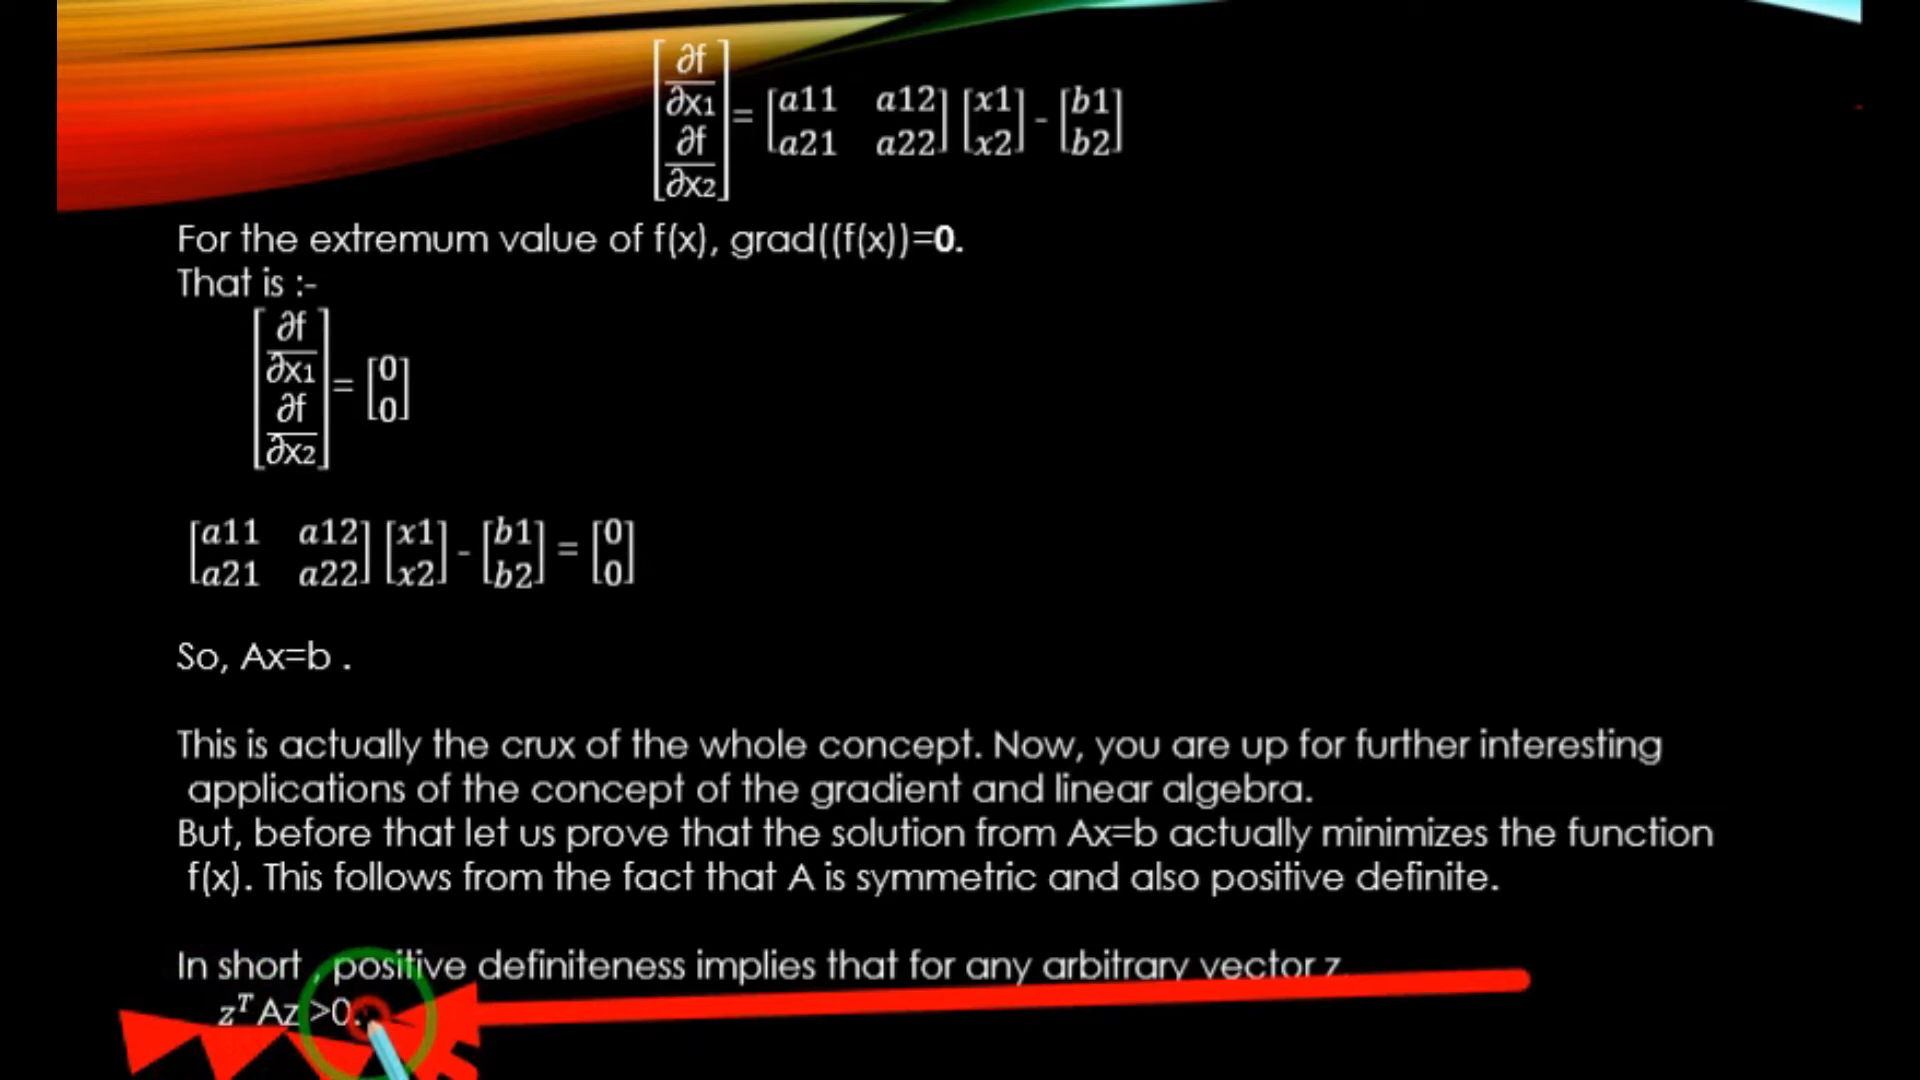 [∂f/∂x1 ∂f/∂x2] = [a11 a12 a21 a22] [x1 x2] - [b1 b2]
For the extremum value of f(x), grad((f(x))=0.
That is :-
[∂f/∂x1 ∂f/∂x2] = [0 0]
[a11 a12 a21 a22] [x1 x2] - [b1 b2] = [0 0]
So, Ax=b .
This is actually the crux of the whole concept. Now, you are up for further interesting
applications of the concept of the gradient and linear algebra.
But, before that let us prove that the solution from Ax=b actually minimizes the function
f(x). This follows from the fact that A is symmetric and also positive definite.
In short , positive definiteness implies that for any arbitrary vector z
z^T Az >0.